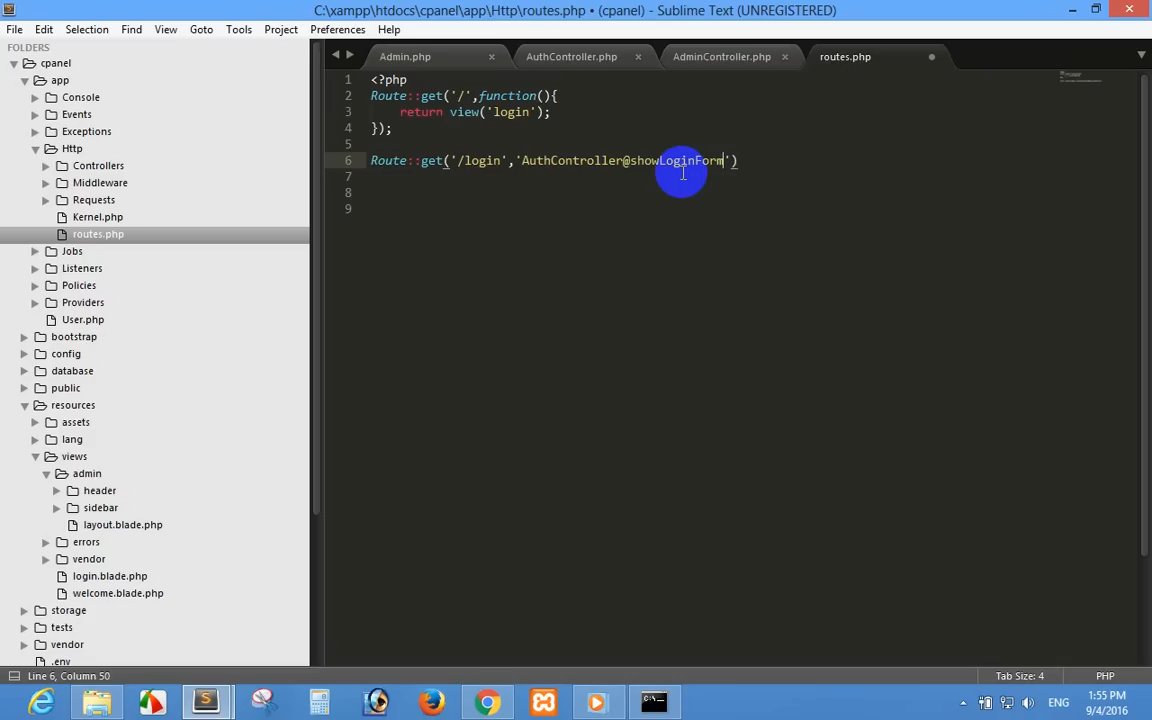 C:\xampp\htdocs\cpanel\app\Http\routes.php • (cpanel) - Sublime Text (UNREGISTERED)
File Edit Selection Find View Goto Tools Project Preferences Help
FOLDERS
cpanel
app
Console
Events
Exceptions
Http
Controllers
Middleware
Requests
Kernel.php
routes.php
Jobs
Listeners
Policies
Providers
User.php
bootstrap
config
database
public
resources
assets
lang
views
admin
header
sidebar
layout.blade.php
errors
vendor
login.blade.php
welcome.blade.php
storage
tests
vendor
.env
Admin.php × AuthController.php × AdminController.php × routes.php
1 <?php
2 Route::get('/',function(){
3 return view('login');
4 });
5
6 Route::get('/login','AuthController@showLoginForm')
7
8
9
Line 6, Column 50 Tab Size: 4 PHP
ENG
1:55 PM
9/4/2016